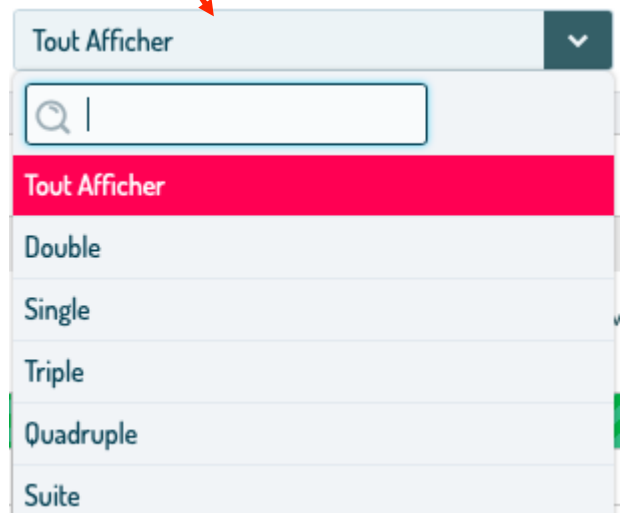 Tout Afficher
Tout Afficher
Double
Single
Triple
Quadruple
Suite